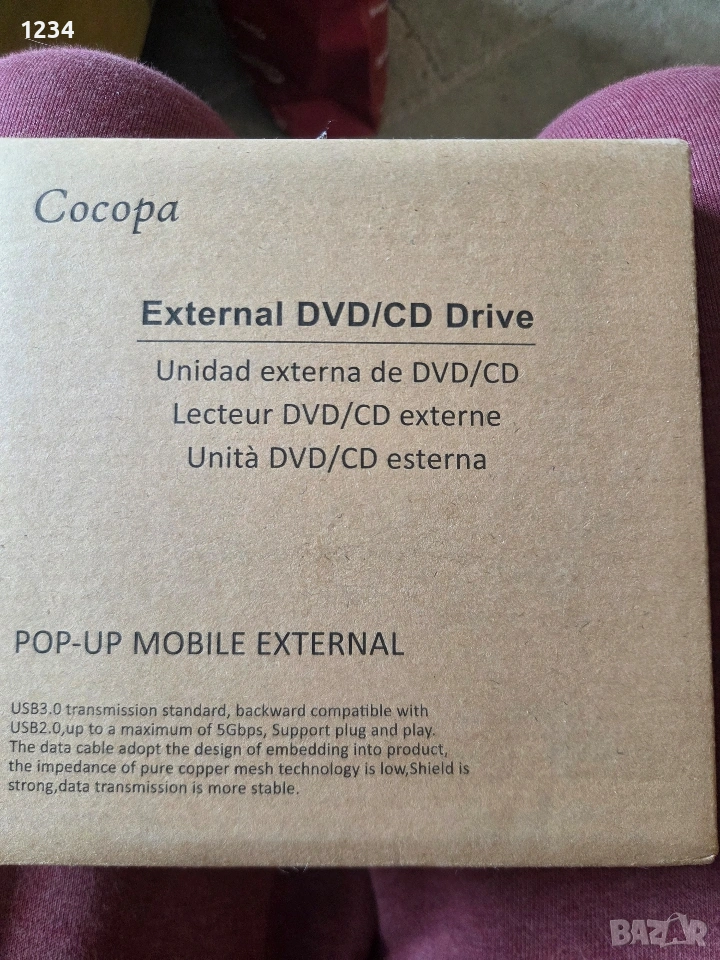 1234
Cocopa
External DVD/CD Drive
Unidad externa de DVD/CD
Lecteur DVD/CD externe
Unità DVD/CD esterna
POP-UP MOBILE EXTERNAL
USB3.0 transmission standard, backward compatible with
USB2.0,up to a maximum of 5Gbps, Support plug and play.
The data cable adopt the design of embedding into product,
the impedance of pure copper mesh technology is low,Shield is
strong,data transmission is more stable.
BAZAR